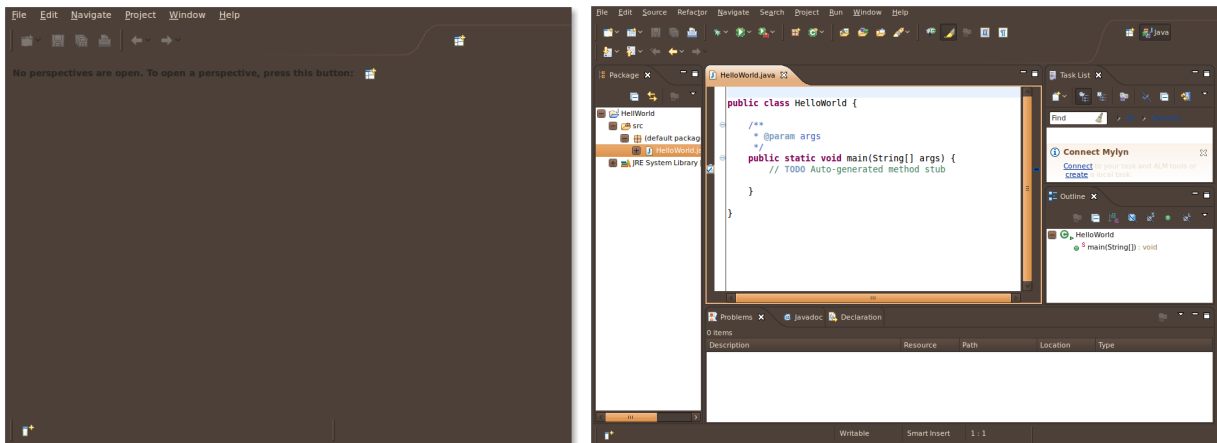 File Edit Navigate Project Window Help
No perspectives are open. To open a perspective, press this button:
File Edit Source Refactor Navigate Search Project Run Window Help
Java
Package
HellWorld
src
(default packag
HelloWorld.ja
JRE System Library
HelloWorld.java
public class HelloWorld {
/**
* @param args
*/
public static void main(String[] args) {
// TODO Auto-generated method stub
}
}
Task List
Find
Connect Mylyn
Connect to your task and ALM tools or
create a local task.
Outline
HelloWorld
main(String[]) : void
Problems Javadoc Declaration
0 items
Description Resource Path Location Type
Writable Smart Insert 1 : 1